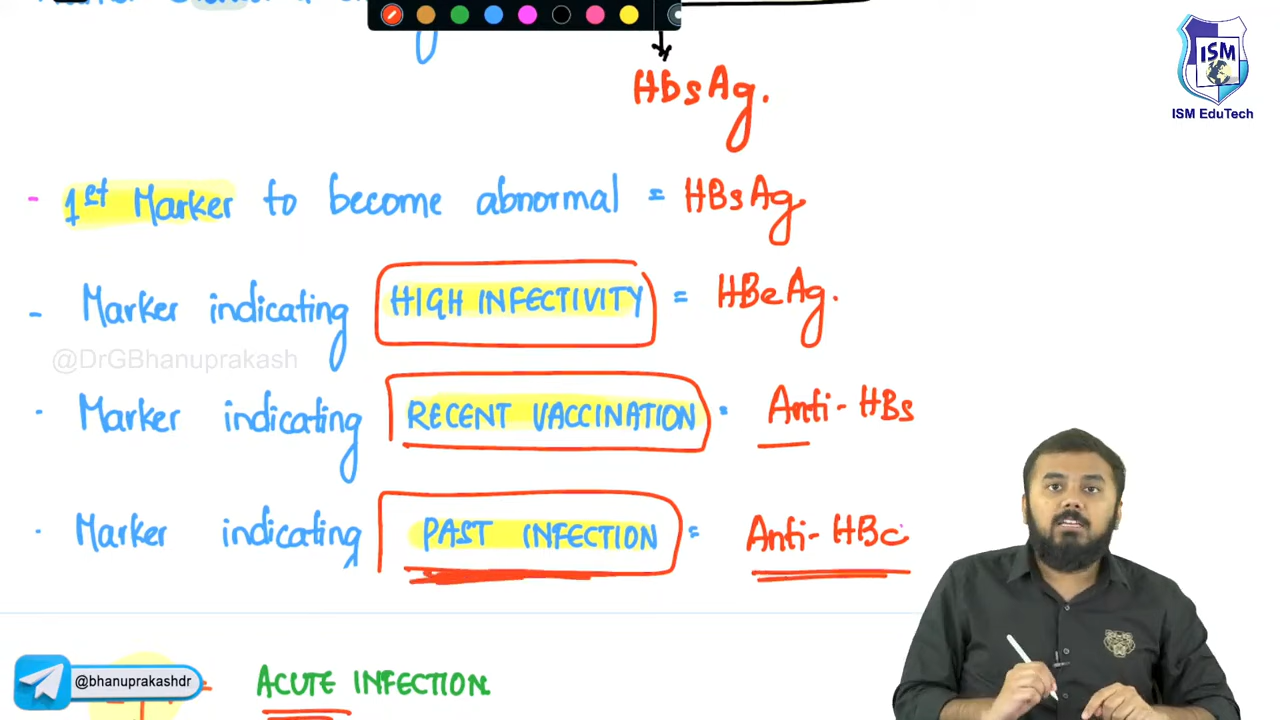 HBsAg.
ISM
ISM EduTech
- 1st Marker to become abnormal = HBsAg
- Marker indicating HIGH INFECTIVITY = HBeAg.
@DrGBhanuprakash
· Marker indicating RECENT VACCINATION = Anti-HBs
· Marker indicating PAST INFECTION = Anti-HBc
@bhanuprakashdr
ACUTE INFECTION